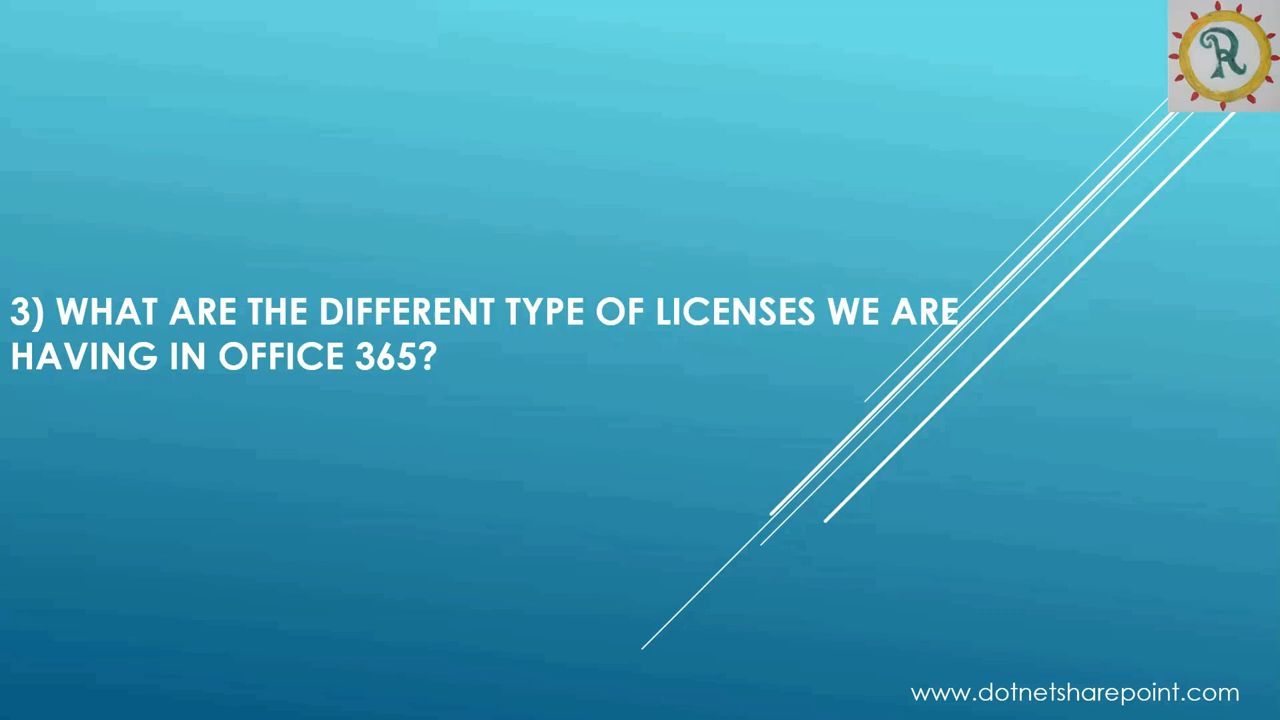 R
3) WHAT ARE THE DIFFERENT TYPE OF LICENSES WE ARE
HAVING IN OFFICE 365?
www.dotnetsharepoint.com